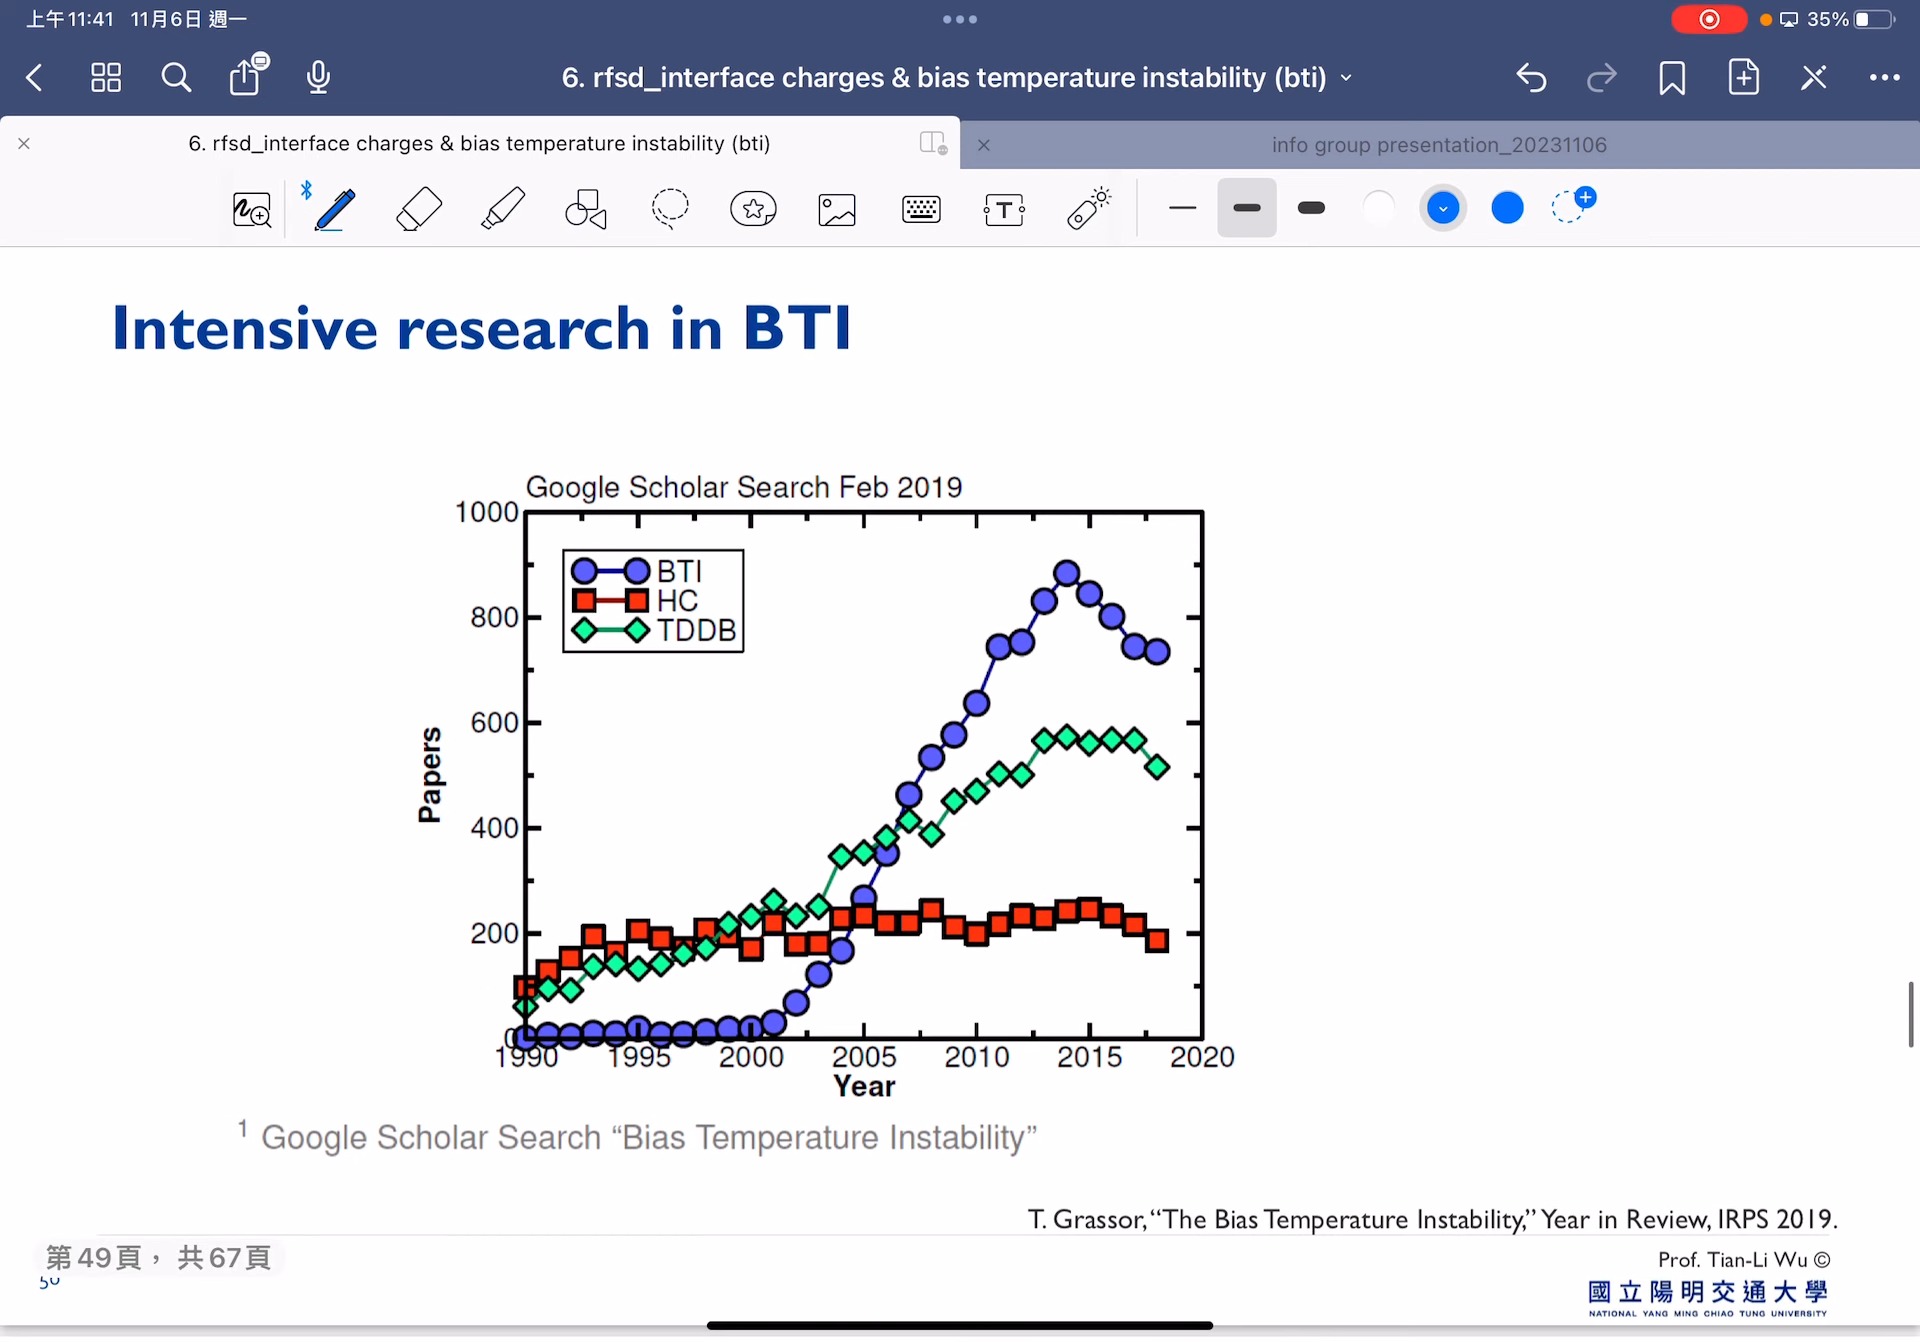 上午11:41 11月6日 週一
35%
6. rfsd_interface charges & bias temperature instability (bti)
6. rfsd_interface charges & bias temperature instability (bti)
info group presentation_20231106
T
Intensive research in BTI
Google Scholar Search Feb 2019
1000
800
600
400
200
0
BTI
HC
TDDB
Papers
1990 1995 2000 2005 2010 2015 2020
Year
1 Google Scholar Search “Bias Temperature Instability”
T. Grassor, “The Bias Temperature Instability,” Year in Review, IRPS 2019.
第49頁， 共67頁
50
Prof. Tian-Li Wu ©
國立陽明交通大學
NATIONAL YANG MING CHIAO TUNG UNIVERSITY